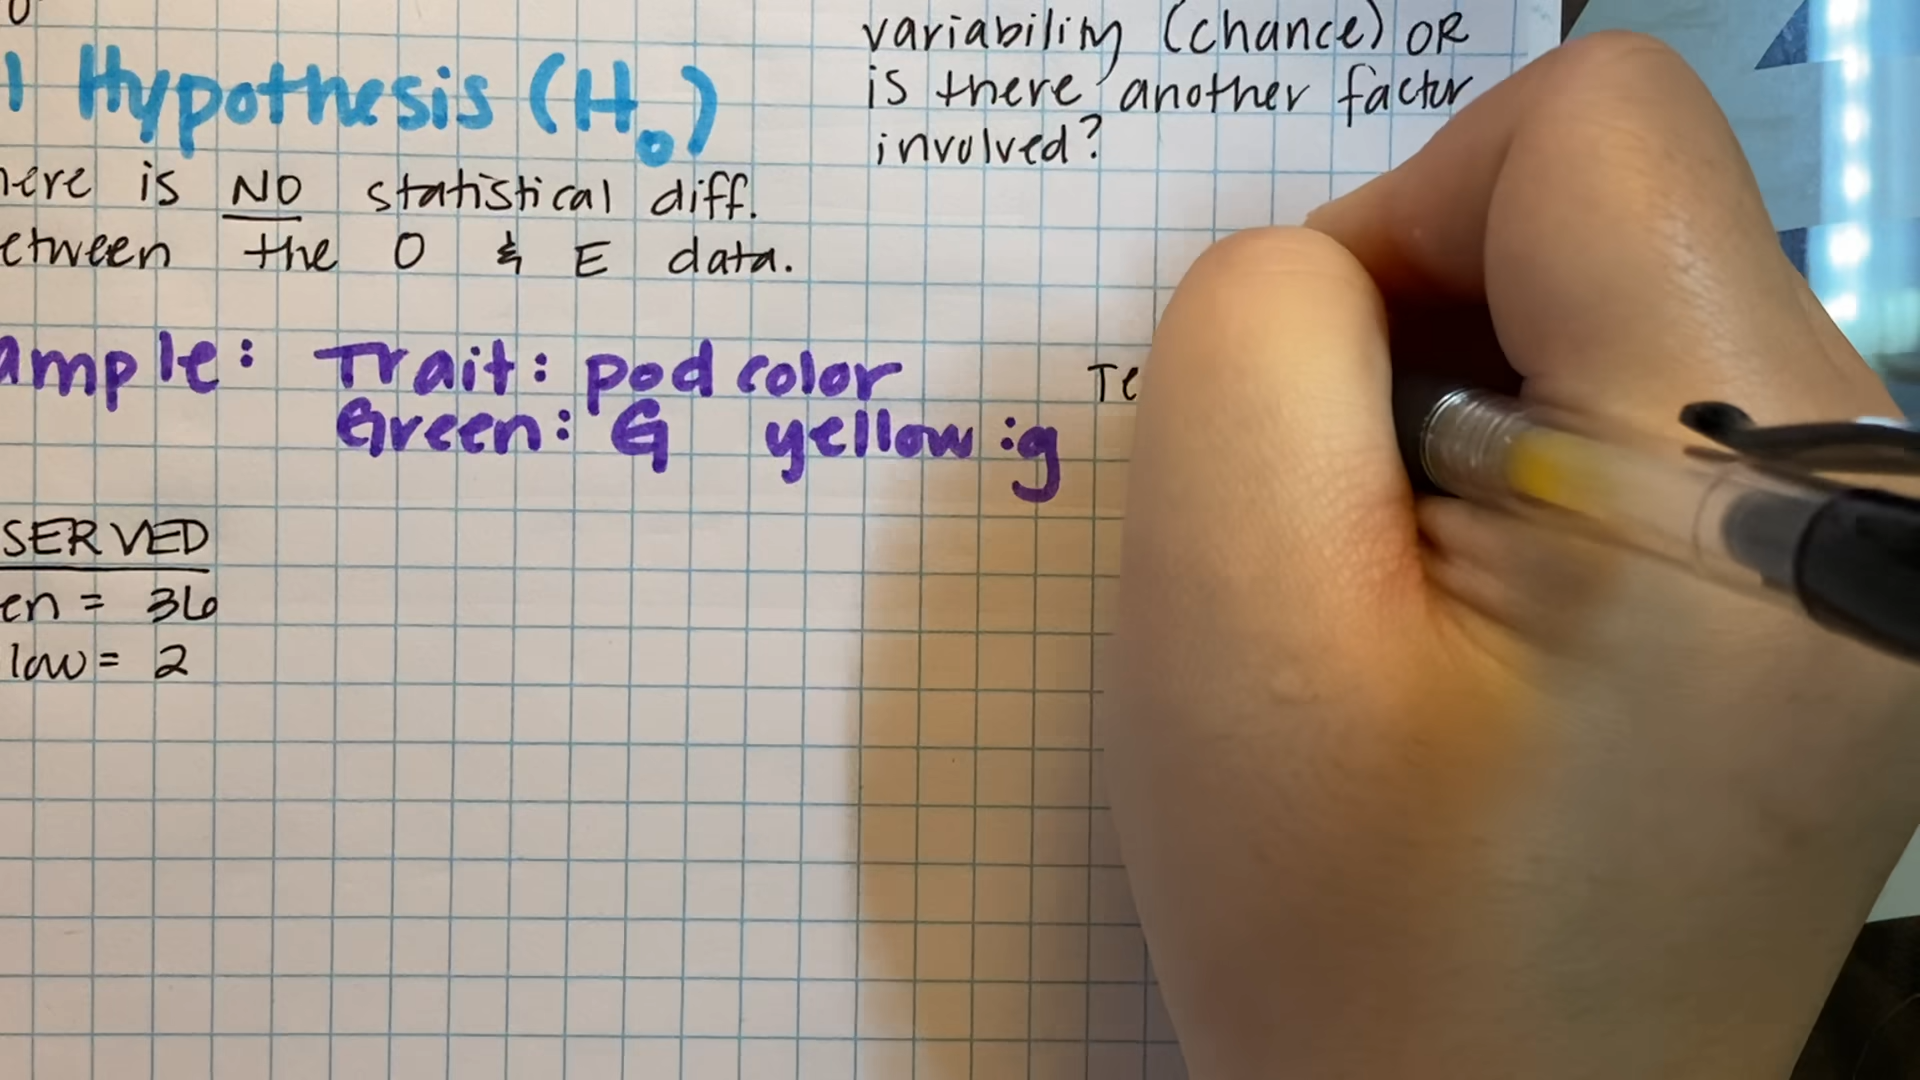 variability (chance) OR
is there another factor
involved?
Hypothesis (H₀)
is NO statistical diff.
the O & E data.
Trait: pod color
Green: G yellow :g
= 36
= 2